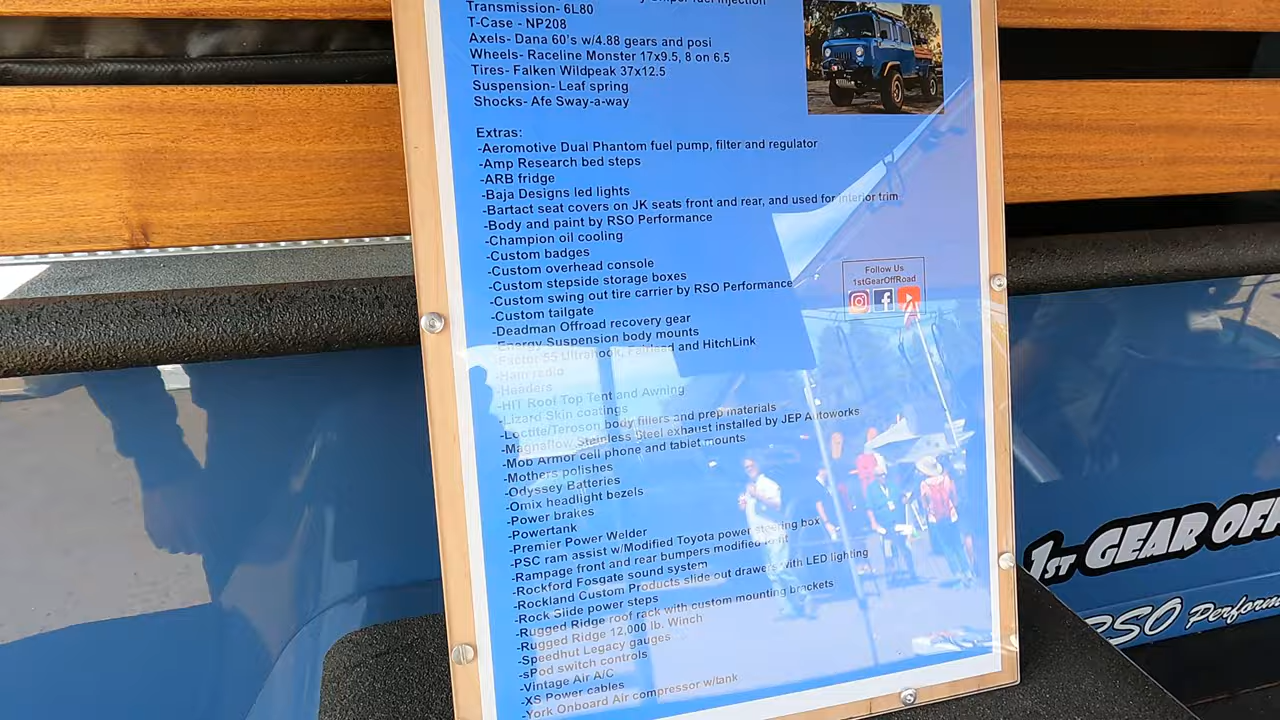 Sniper fuel injection
Transmission- 6L80
T-Case - NP208
Axels- Dana 60's w/4.88 gears and posi
Wheels- Raceline Monster 17x9.5, 8 on 6.5
Tires- Falken Wildpeak 37x12.5
Suspension- Leaf spring
Shocks- Afe Sway-a-way
Extras:
-Aeromotive Dual Phantom fuel pump, filter and regulator
-Amp Research bed steps
-ARB fridge
-Baja Designs led lights
-Bartact seat covers on JK seats front and rear, and used for interior trim
-Body and paint by RSO Performance
-Champion oil cooling
-Custom badges
-Custom overhead console
-Custom stepside storage boxes
-Custom swing out tire carrier by RSO Performance
-Custom tailgate
-Deadman Offroad recovery gear
-Energy Suspension body mounts
-Factor 55 Ultrahook, Fairlead and HitchLink
-Ham radio
-Headers
-HIT Roof Top Tent and Awning
-Lizard Skin coatings
-Loctite/Teroson body fillers and prep materials
-Magnaflow Stainless Steel exhaust installed by JEP Autoworks
-Mob Armor cell phone and tablet mounts
-Mothers polishes
-Odyssey Batteries
-Omix headlight bezels
-Power brakes
-Powertank
-Premier Power Welder
-PSC ram assist w/Modified Toyota power steering box
-Rampage front and rear bumpers modified to fit
-Rockford Fosgate sound system
-Rockland Custom Products slide out drawers with LED lighting
-Rock Slide power steps
-Rugged Ridge roof rack with custom mounting brackets
-Rugged Ridge 12,000 lb. Winch
-Speedhut Legacy gauges
-sPod switch controls
-Vintage Air A/C
-XS Power cables
-York Onboard Air compressor w/tank
Follow Us
1stGearOffRoad
1ST GEAR OFF
RSO Perform